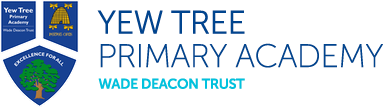 Yew Tree
Primary
Academy
Wade Deacon Trust
EXCELLENCE FOR ALL
YEW TREE
PRIMARY ACADEMY
WADE DEACON TRUST